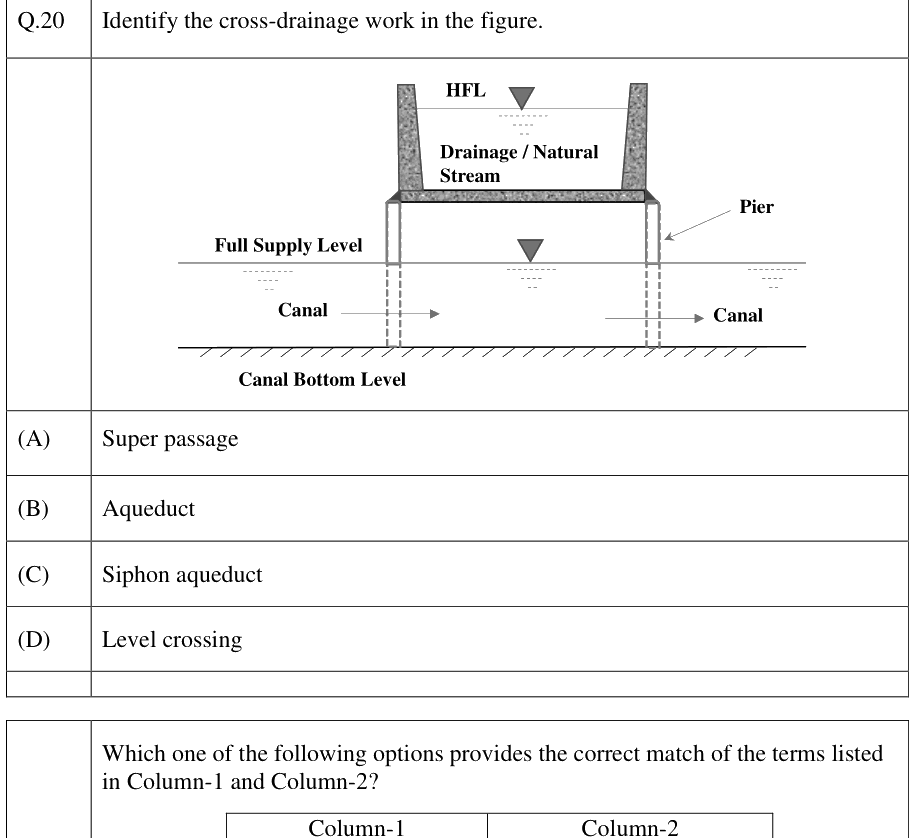 Q.20 Identify the cross-drainage work in the figure.
HFL
Drainage / Natural
Stream
Pier
Full Supply Level
Canal
Canal
Canal Bottom Level
(A) Super passage
(B) Aqueduct
(C) Siphon aqueduct
(D) Level crossing
Which one of the following options provides the correct match of the terms listed
in Column-1 and Column-2?
Column-1 Column-2